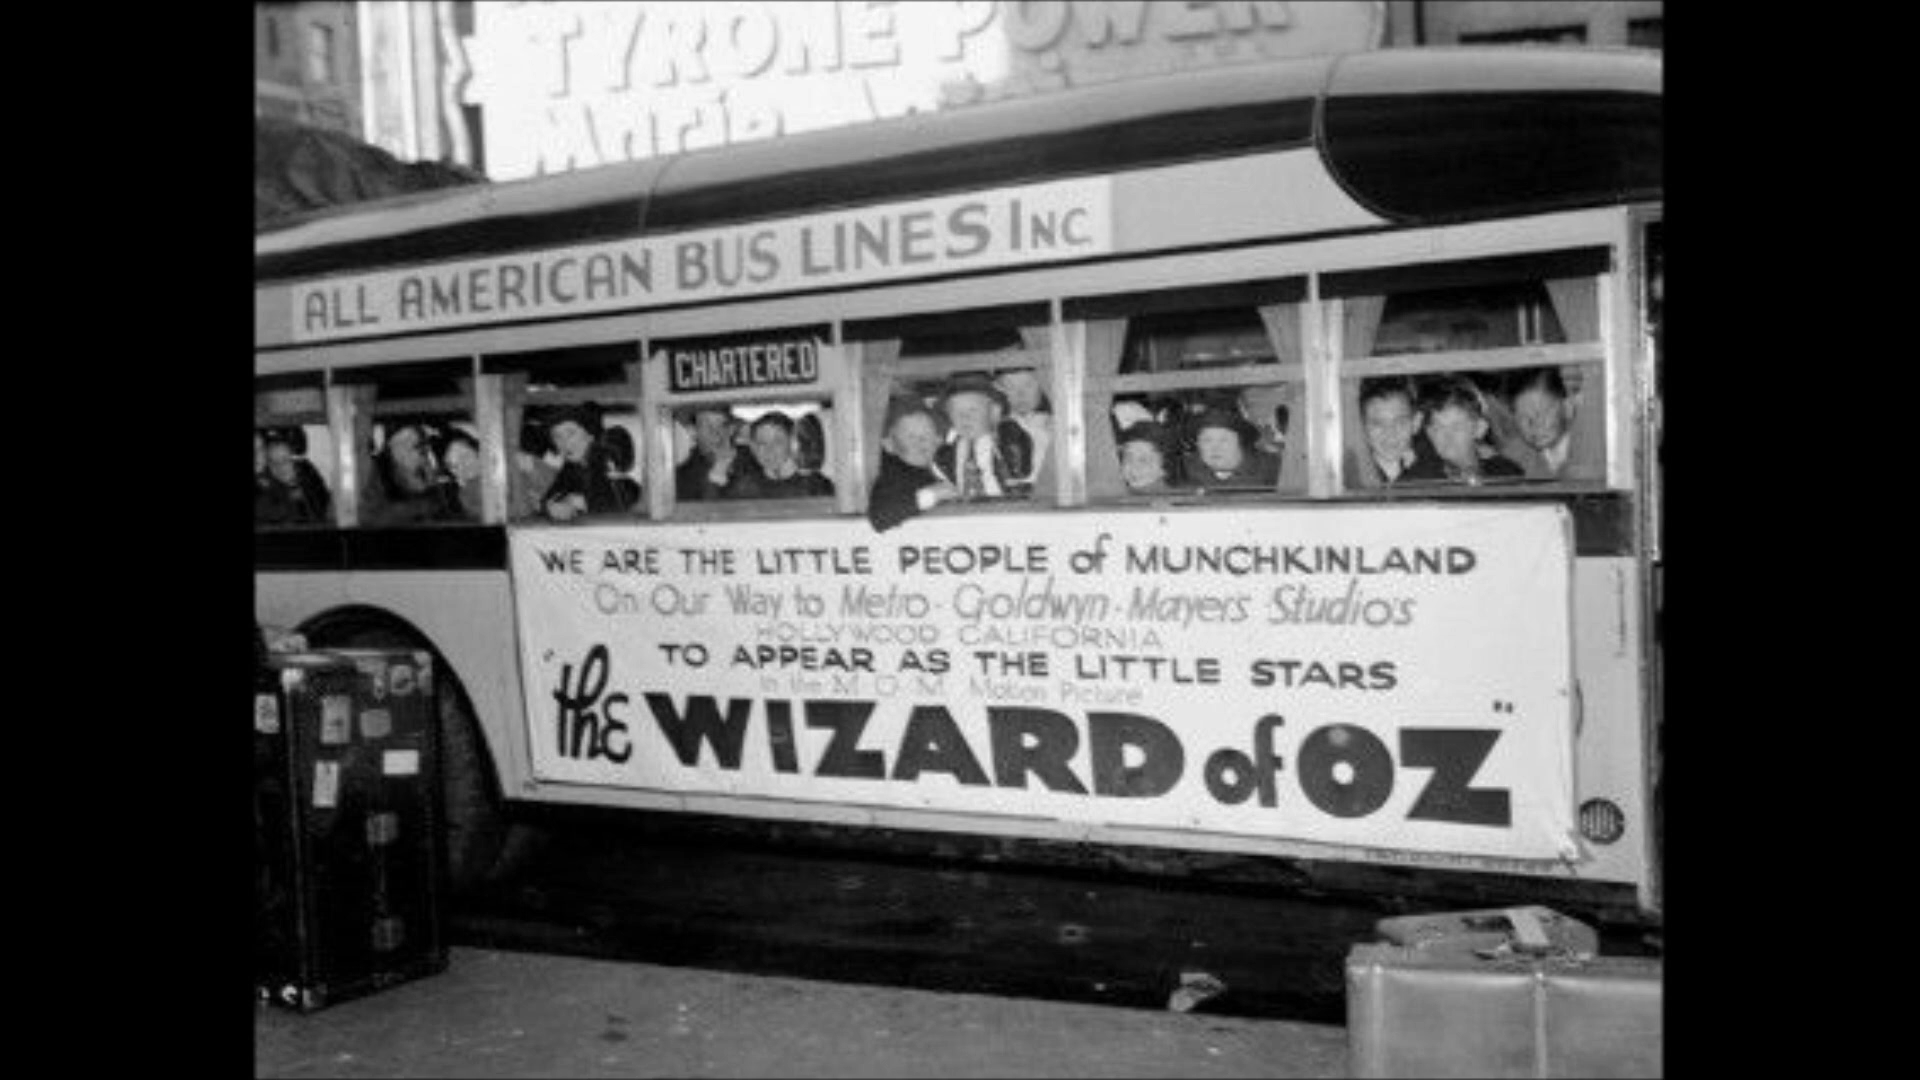 TYRONE POWER
ALL AMERICAN BUS LINES INC.
CHARTERED
WE ARE THE LITTLE PEOPLE of MUNCHKINLAND
On Our Way to Metro-Goldwyn-Mayers Studio's
HOLLYWOOD CALIFORNIA
TO APPEAR AS THE LITTLE STARS
in the M G M Motion Picture
"the WIZARD of OZ"